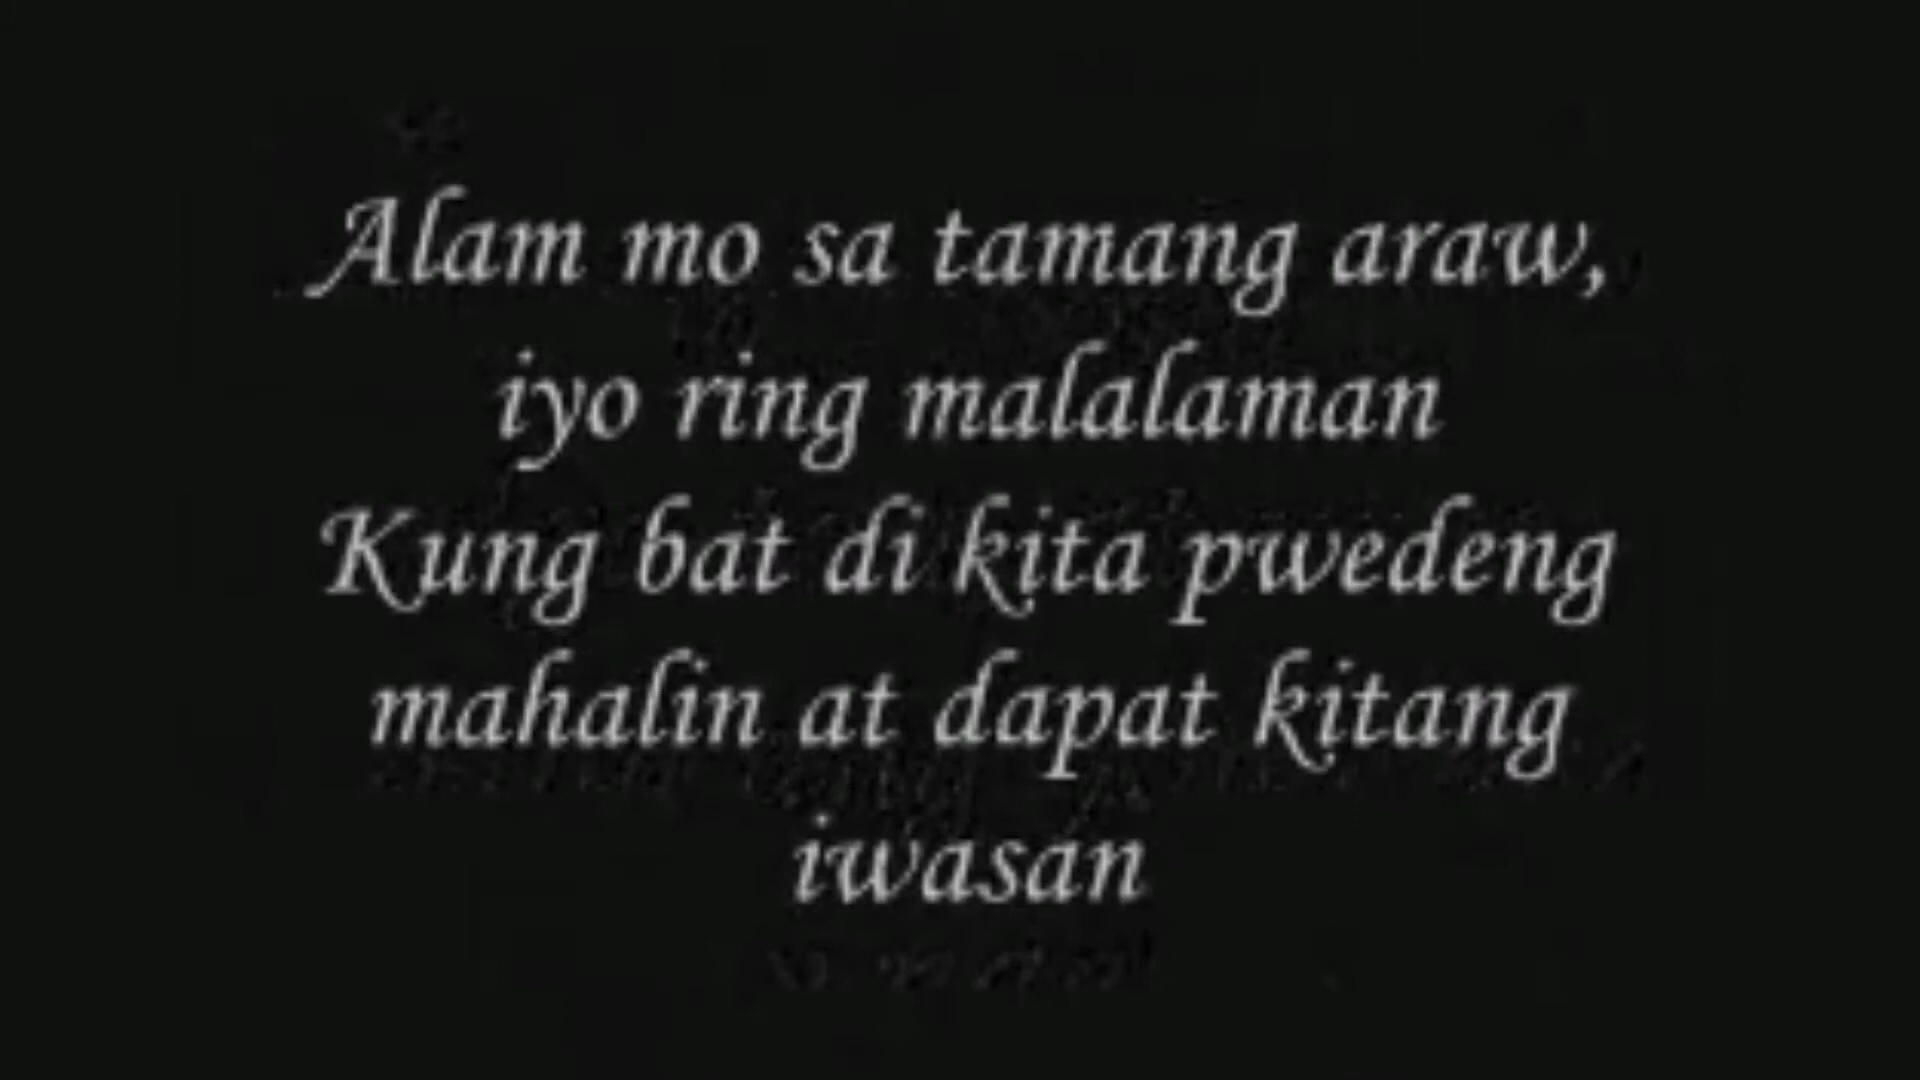 Alam mo sa tamang araw,
iyo ring malalaman
Kung bat di kita pwedeng
mahalin at dapat kitang
iwasan